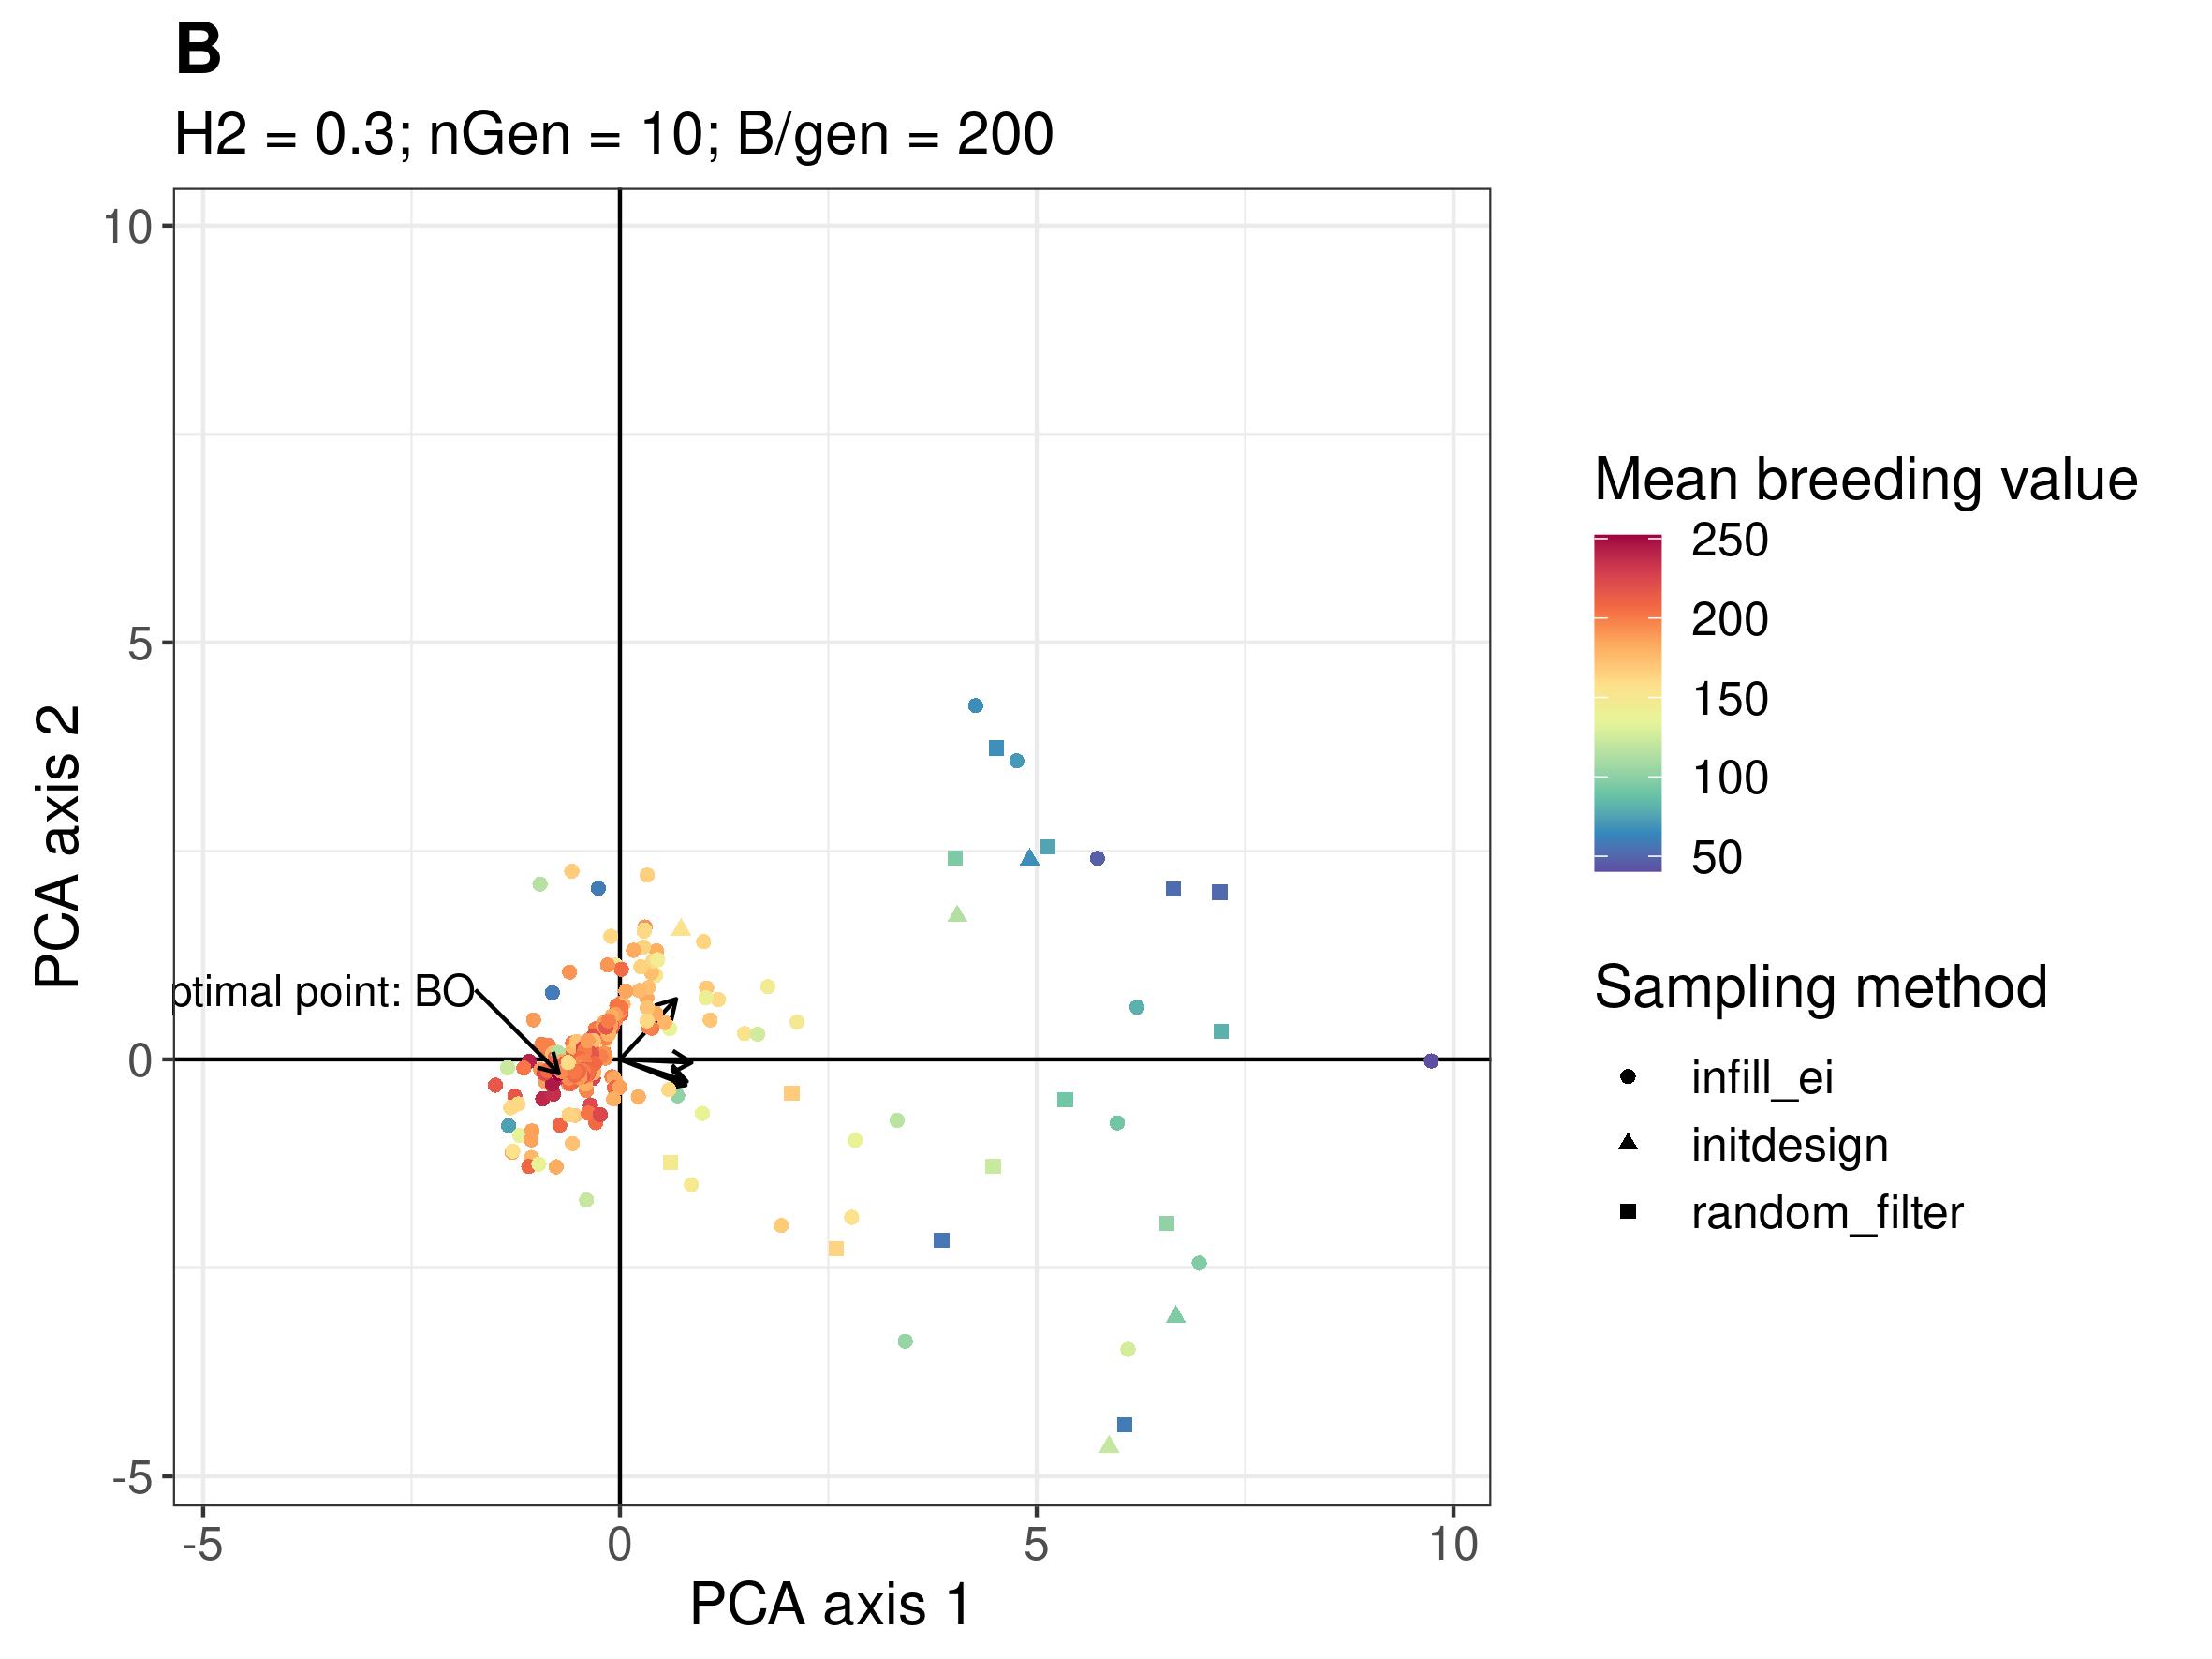 B
H2 = 0.3; nGen = 10; B/gen = 200
10
5
0
-5
PCA axis 2
ptimal point: BO
-5
0
5
10
PCA axis 1
Mean breeding value
250
200
150
100
50
Sampling method
infill_ei
initdesign
random_filter